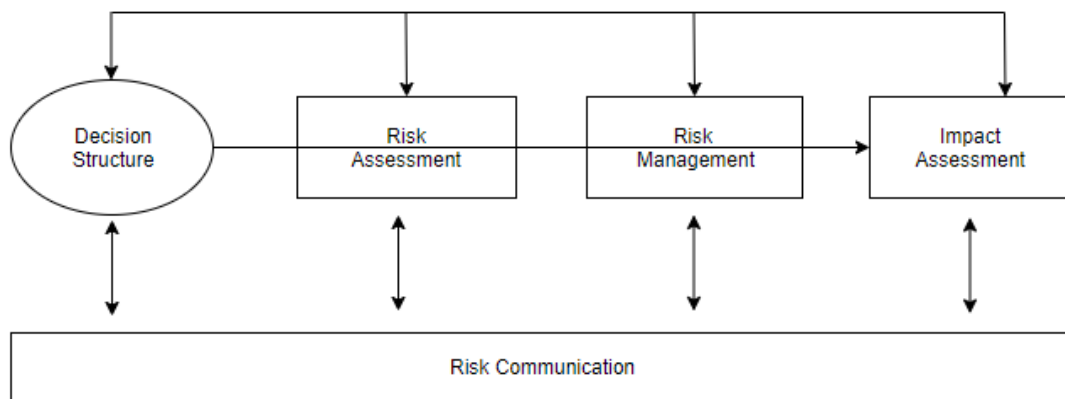 Decision
Structure
Risk
Assessment
Risk
Management
Impact
Assessment
Risk Communication